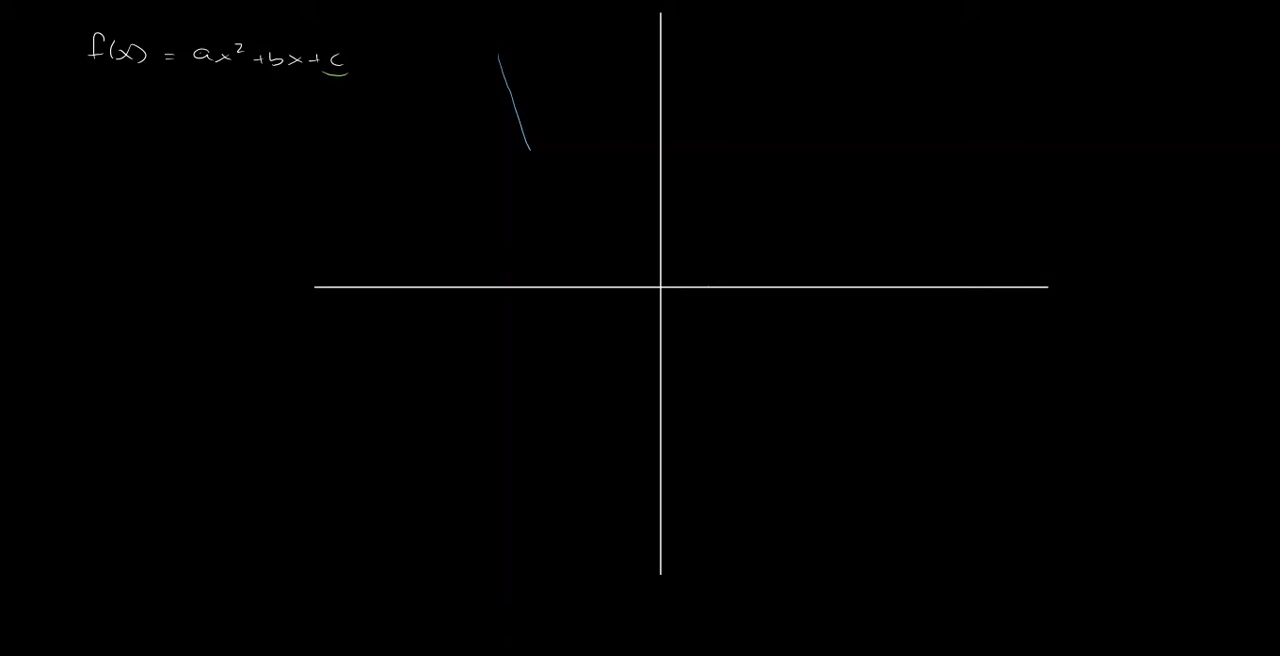 f(x) = ax² + bx + c